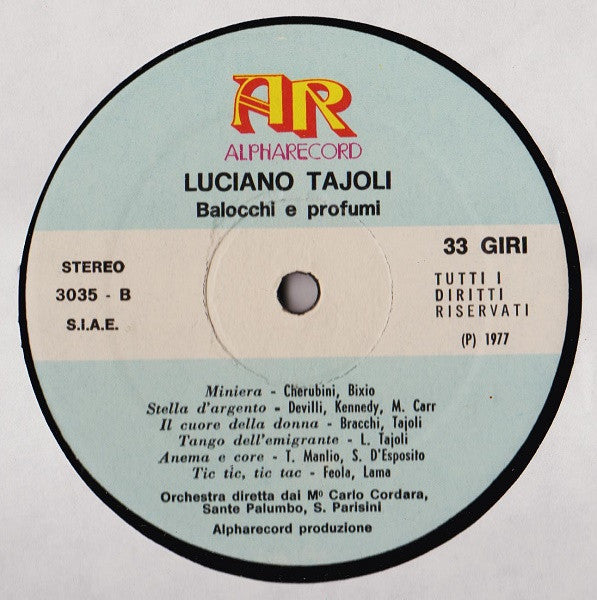 AR
ALPHARECORD
LUCIANO TAJOLI
Balocchi e profumi
STEREO
3035 - B
S.I.A.E.
33 GIRI
TUTTI I
DIRITTI
RISERVATI
(P) 1977
Miniera - Cherubini, Bixio
Stella d'argento - Devilli, Kennedy, M. Carr
Il cuore della donna - Bracchi, Tajoli
Tango dell'emigrante - L. Tajoli
Anema e core - T. Manlio, S. D'Esposito
Tic tic, tic tac - Feola, Lama
Orchestra diretta dai Mº Carlo Cordara,
Sante Palumbo, S. Parisini
Alpharecord produzione